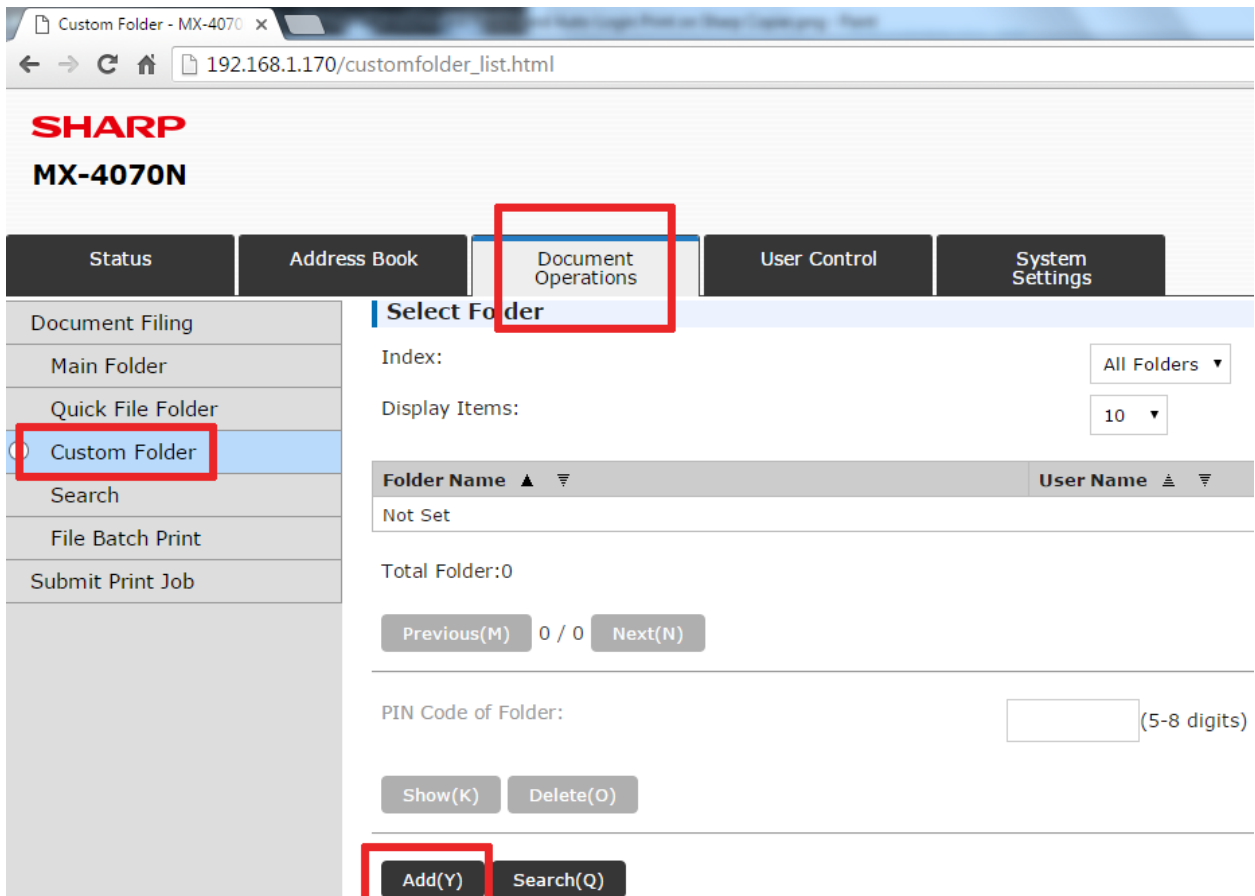 Custom Folder - MX-4070
192.168.1.170/customfolder_list.html
SHARP
MX-4070N
Status
Address Book
Document
Operations
User Control
System
Settings
Document Filing
Main Folder
Quick File Folder
Custom Folder
Search
File Batch Print
Submit Print Job
Select Folder
Index:
All Folders
Display Items:
10
Folder Name
User Name
Not Set
Total Folder:0
Previous(M) 0 / 0 Next(N)
PIN Code of Folder:
(5-8 digits)
Show(K) Delete(O)
Add(Y) Search(Q)